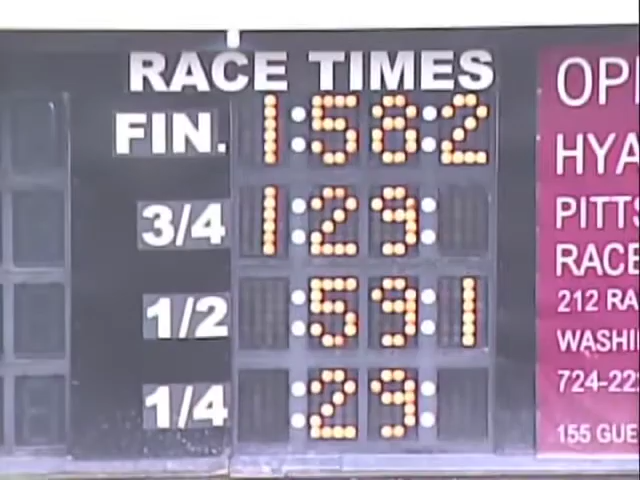 RACE TIMES
FIN. 1:58:2
3/4 1:29:
1/2 :59:1
1/4 :29:
OP
HYA
PITTS
RACE
212 RA
WASHI
724-22
155 GUE